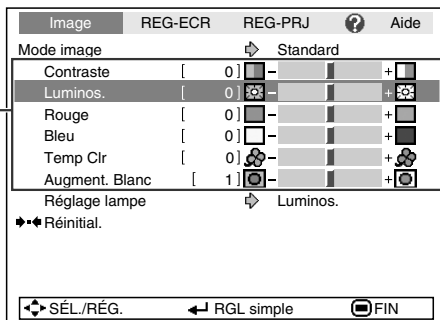 Image REG-ECR REG-PRJ ? Aide
Mode image Standard
Contraste [ 0 ] - +
Luminos. [ 0 ] - +
Rouge [ 0 ] - +
Bleu [ 0 ] - +
Temp Clr [ 0 ] - +
Augment. Blanc [ 1 ] - +
Réglage lampe Luminos.
Réinitial.
SÉL./RÉG. RGL simple FIN